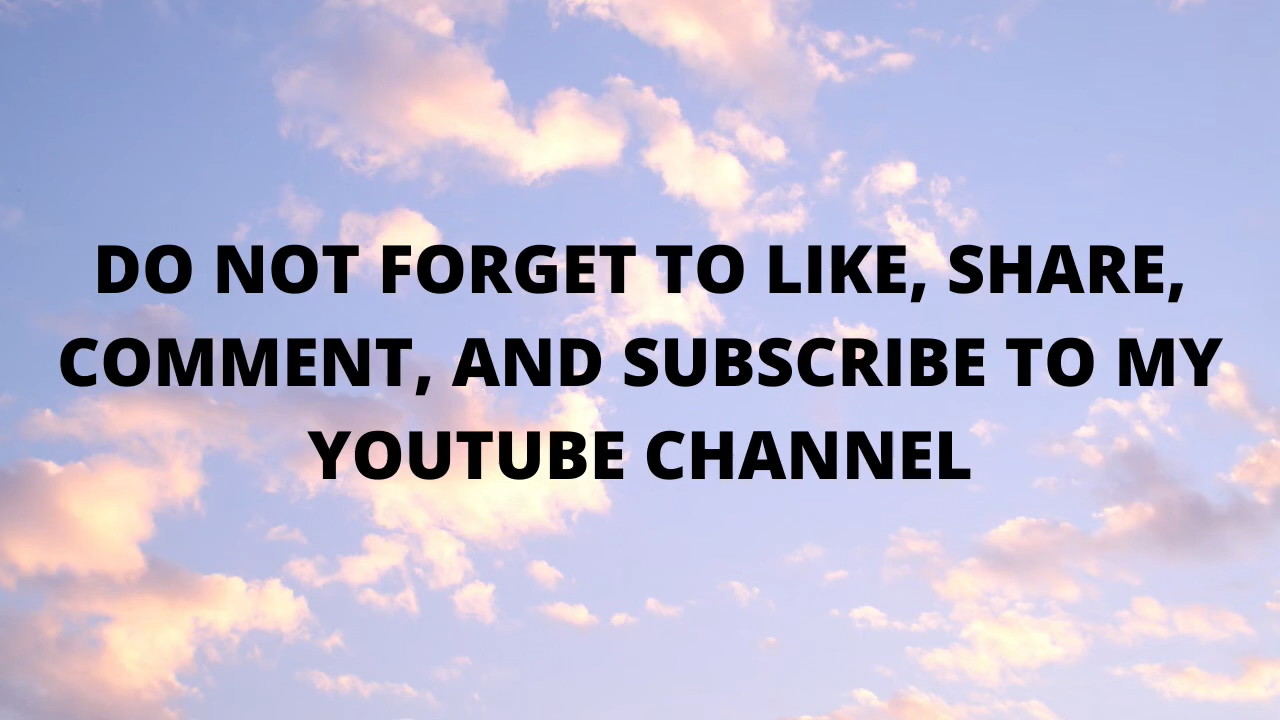 DO NOT FORGET TO LIKE, SHARE,
COMMENT, AND SUBSCRIBE TO MY
YOUTUBE CHANNEL